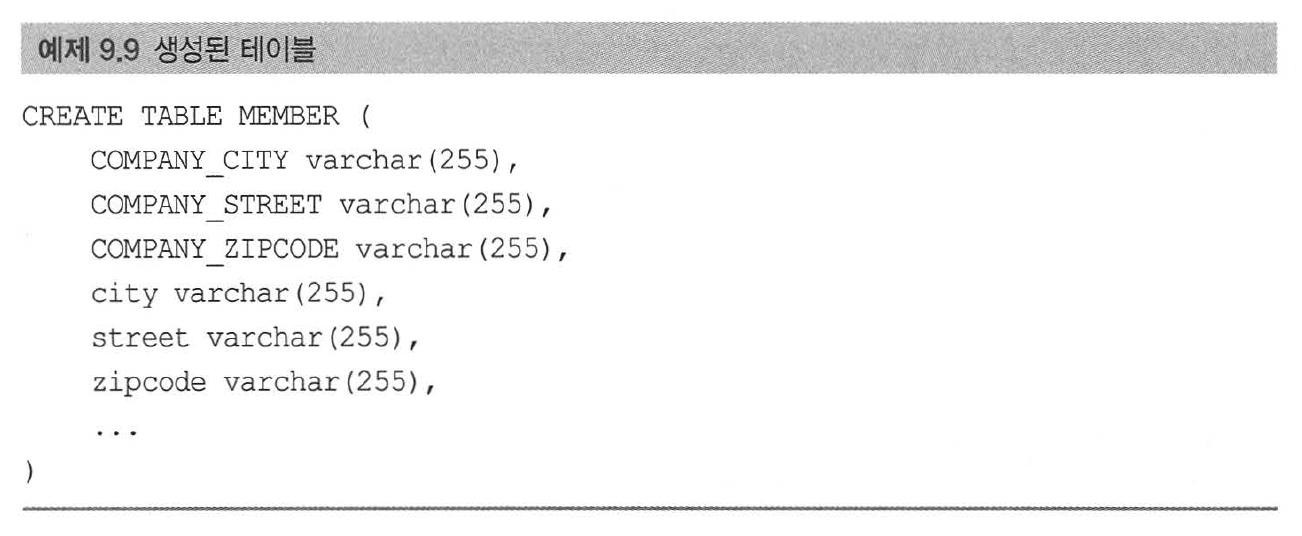 예제 9.9 생성된 테이블
CREATE TABLE MEMBER (
COMPANY_CITY varchar(255),
COMPANY_STREET varchar(255),
COMPANY_ZIPCODE varchar(255),
city varchar(255),
street varchar(255),
zipcode varchar(255),
...
)